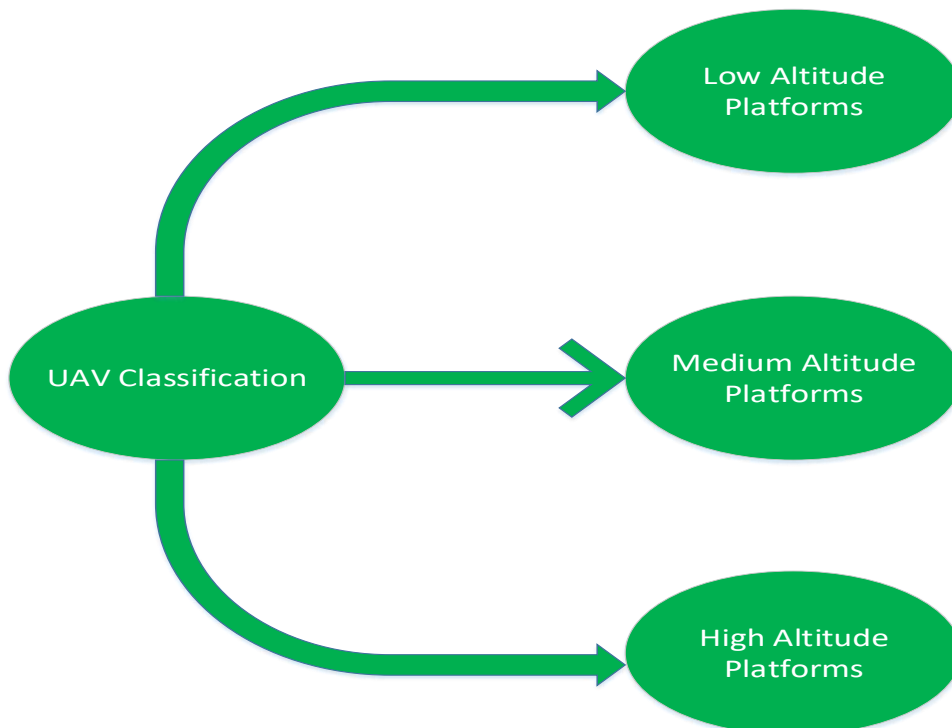 Low Altitude
Platforms
UAV Classification
Medium Altitude
Platforms
High Altitude
Platforms